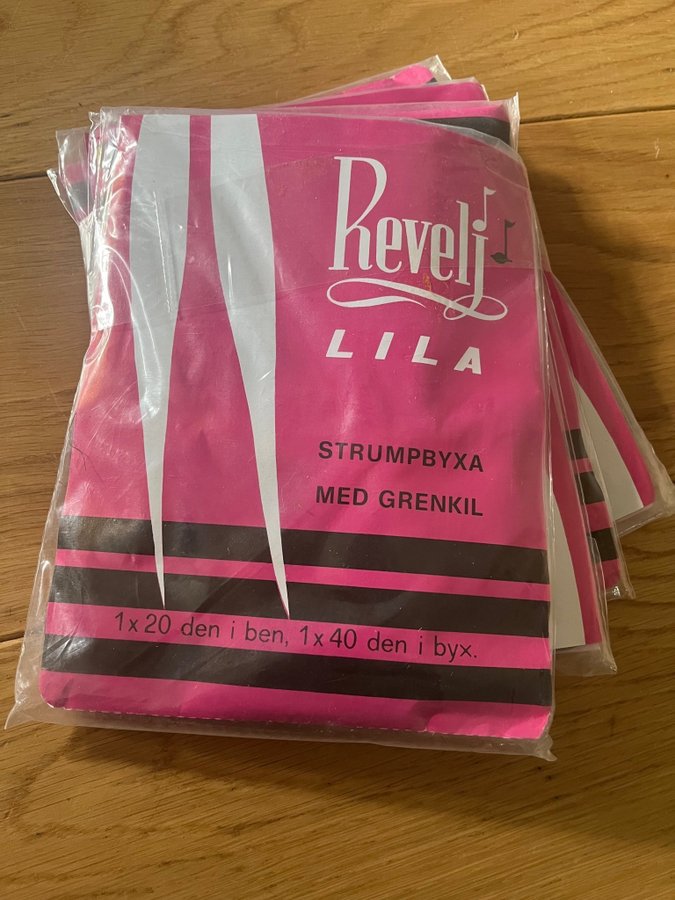 Revelj
LILA
STRUMPBYXA
MED GRENKIL
1x20 den i ben, 1x40 den i byx.